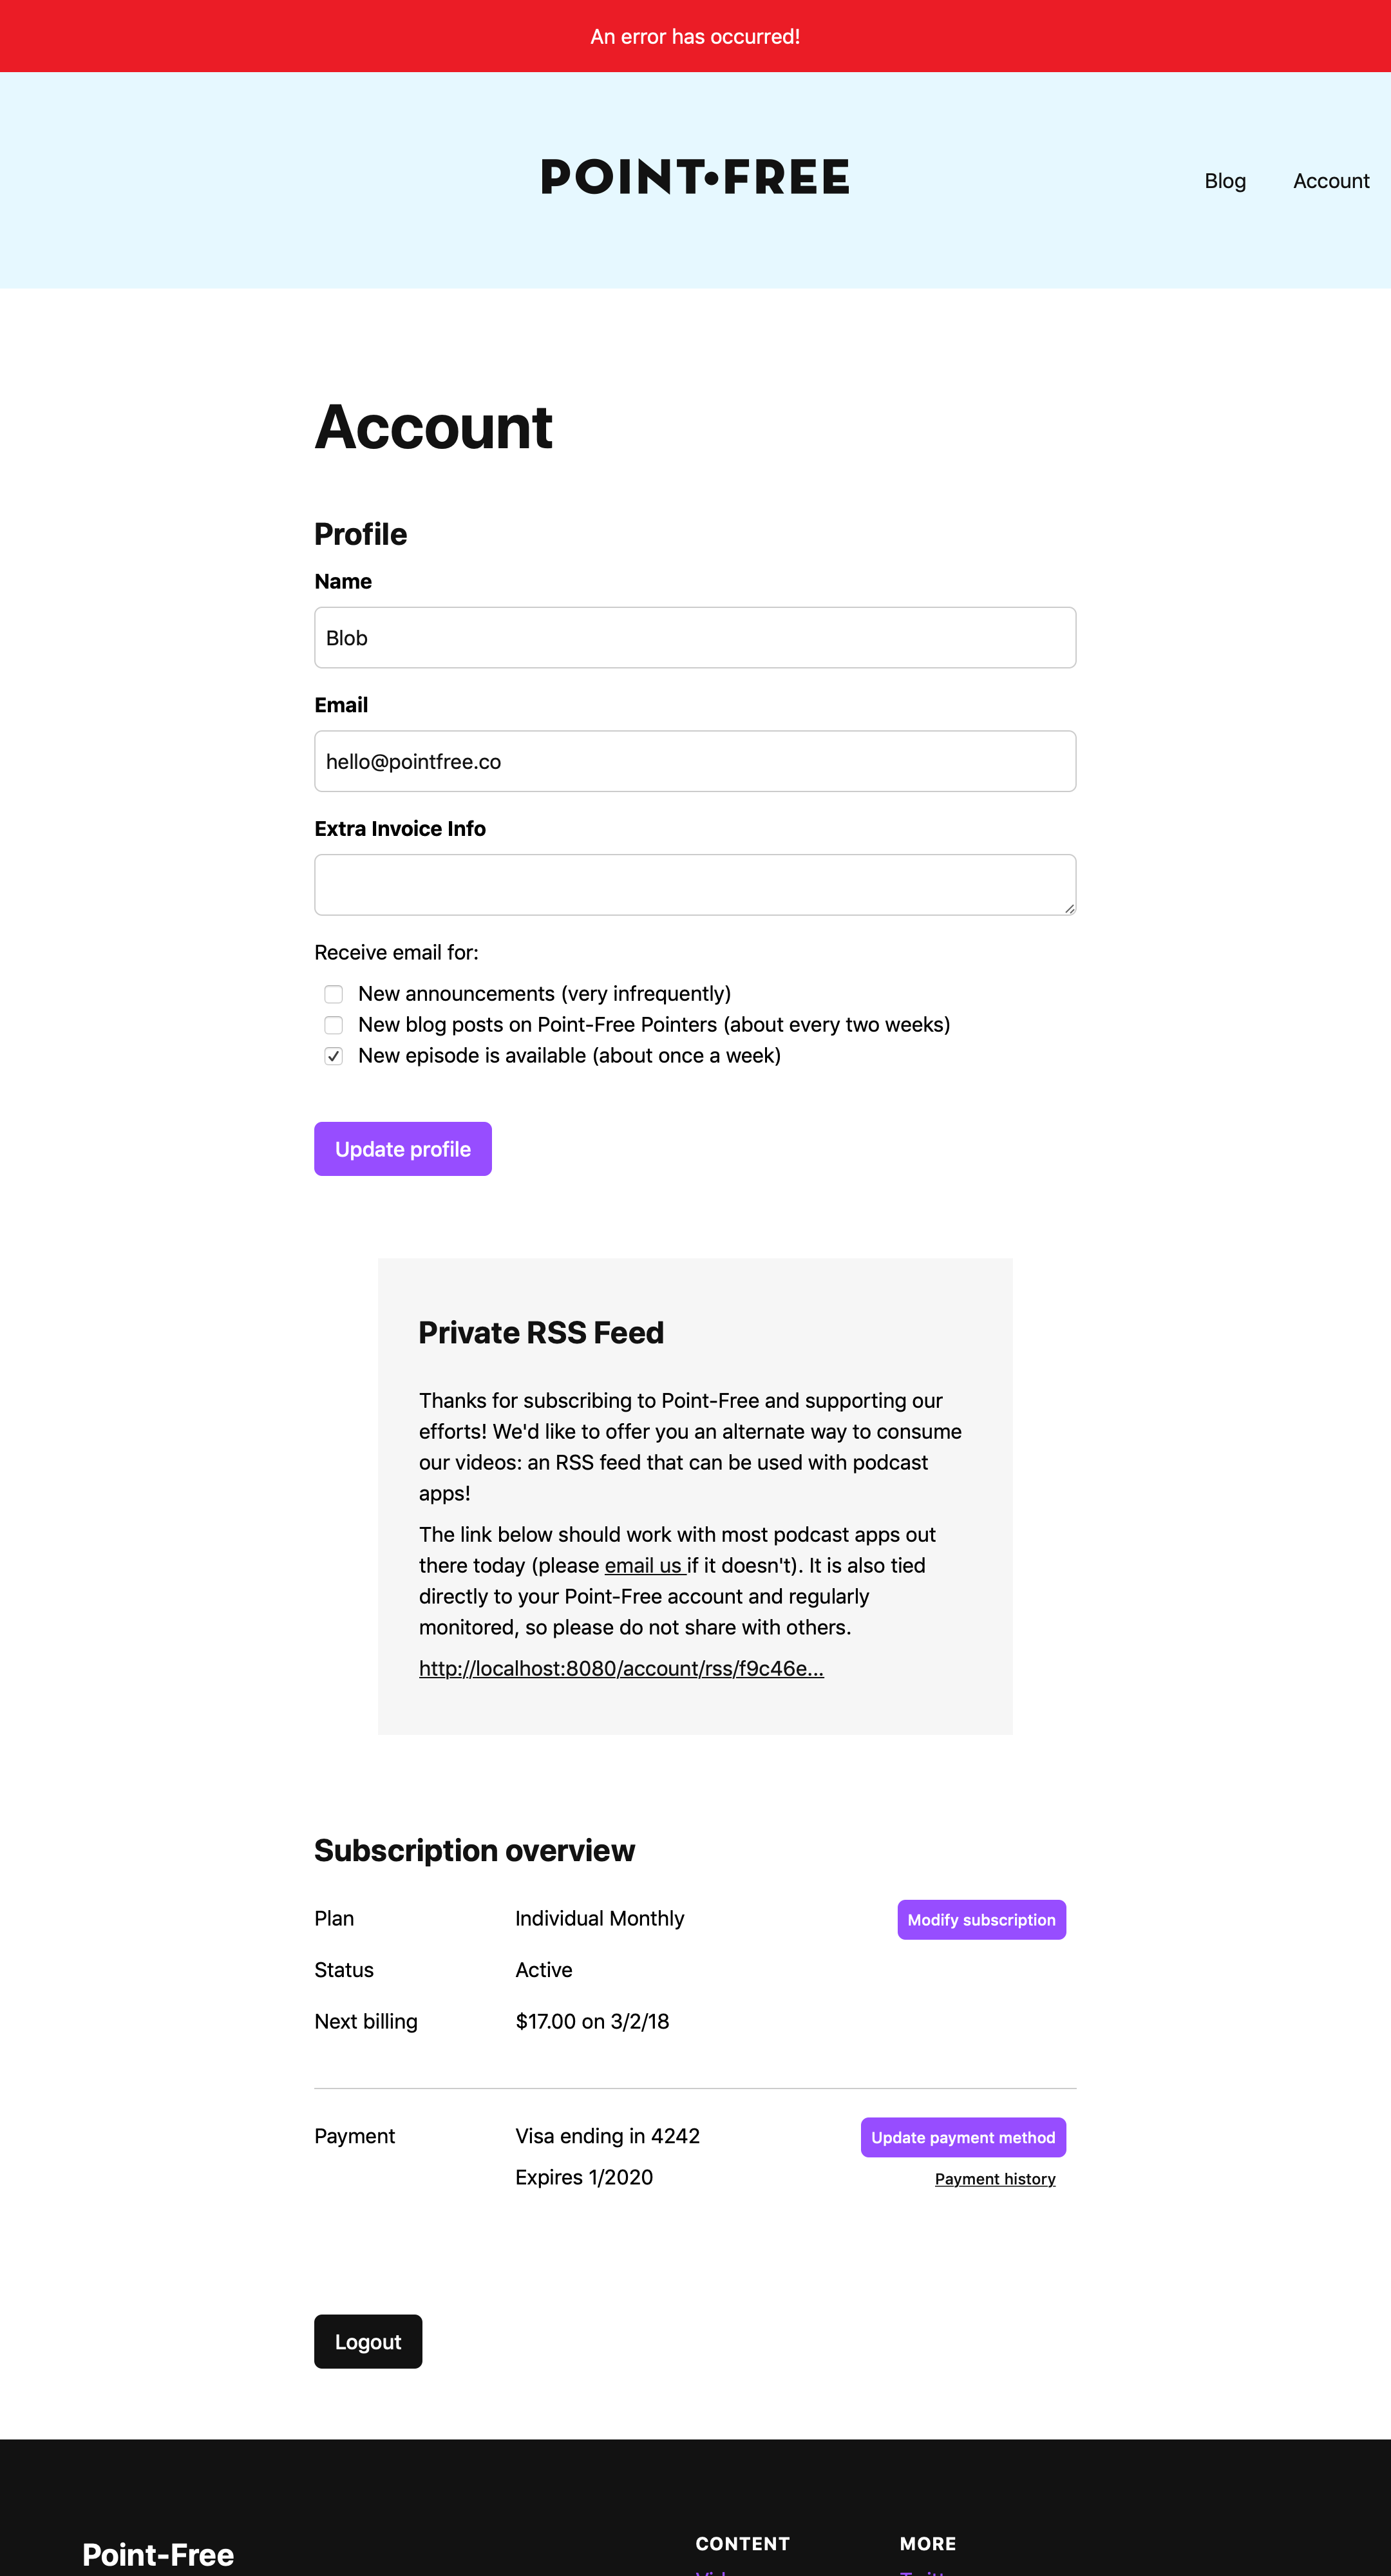 An error has occurred!
POINT•FREE
Blog
Account
Account
Profile
Name
Blob
Email
hello@pointfree.co
Extra Invoice Info
Receive email for:
New announcements (very infrequently)
New blog posts on Point-Free Pointers (about every two weeks)
New episode is available (about once a week)
Update profile
Private RSS Feed
Thanks for subscribing to Point-Free and supporting our
efforts! We'd like to offer you an alternate way to consume
our videos: an RSS feed that can be used with podcast
apps!
The link below should work with most podcast apps out
there today (please email us if it doesn't). It is also tied
directly to your Point-Free account and regularly
monitored, so please do not share with others.
http://localhost:8080/account/rss/f9c46e...
Subscription overview
Plan
Individual Monthly
Modify subscription
Status
Active
Next billing
$17.00 on 3/2/18
Payment
Visa ending in 4242
Update payment method
Expires 1/2020
Payment history
Logout
Point-Free
CONTENT
MORE